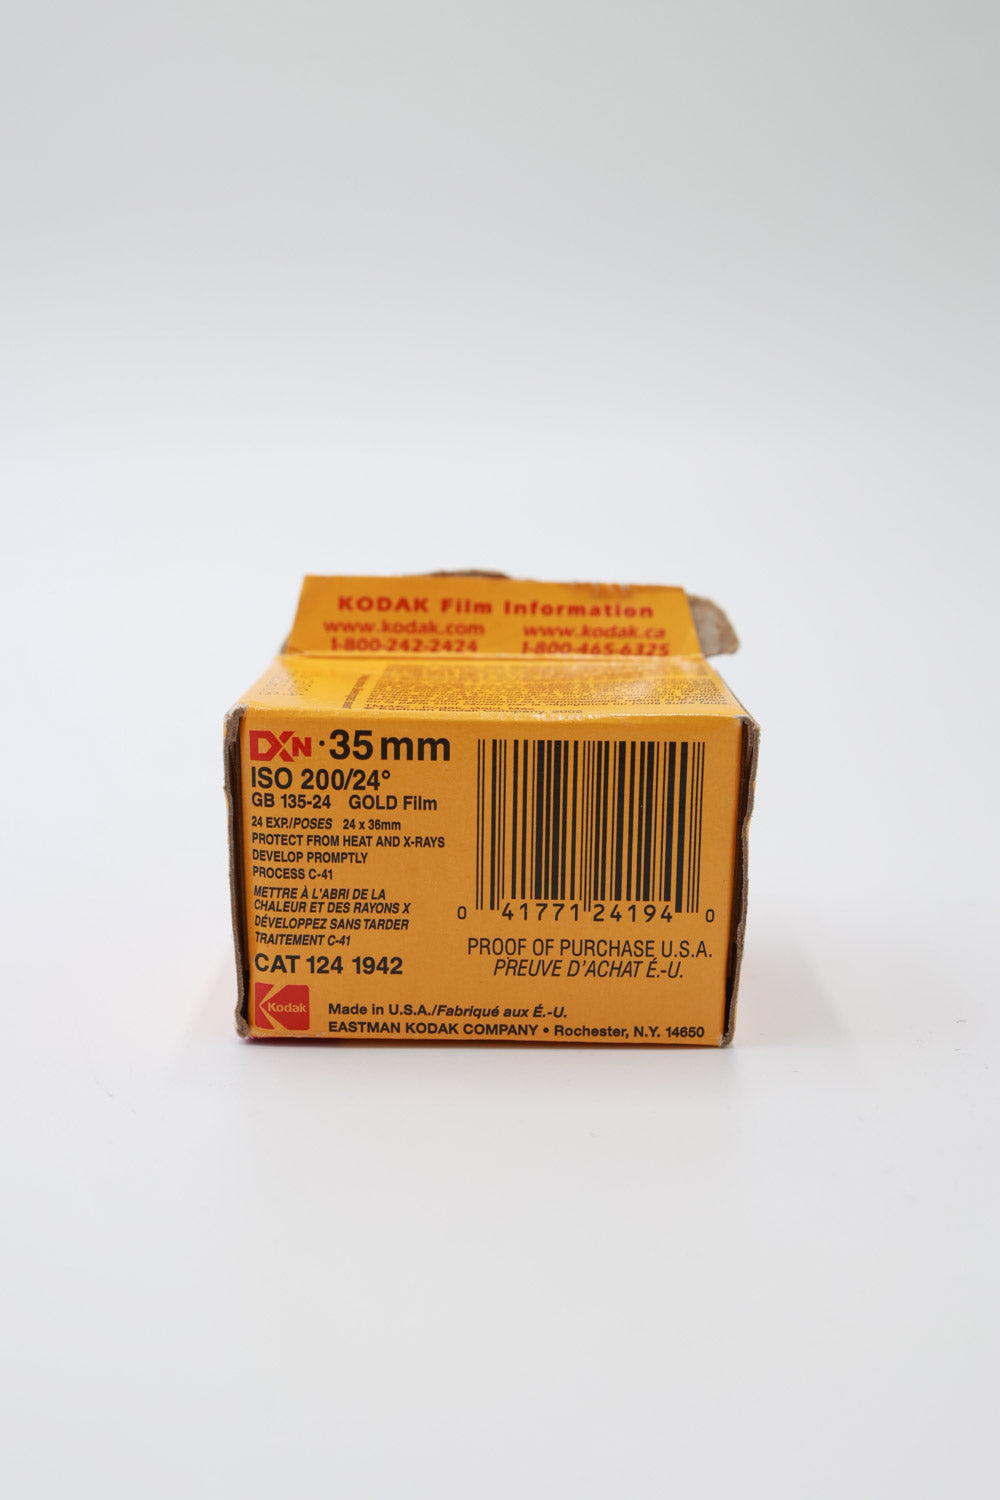 KODAK Film Information
www.kodak.com www.kodak.ca
1-800-242-2424 1-800-465-6325
DXN · 35 mm
ISO 200/24°
GB 135-24 GOLD Film
24 EXP./POSES 24 x 36mm
PROTECT FROM HEAT AND X-RAYS
DEVELOP PROMPTLY
PROCESS C-41
METTRE À L'ABRI DE LA
CHALEUR ET DES RAYONS X
DÉVELOPPEZ SANS TARDER
TRAITEMENT C-41
CAT 124 1942
0 41771 24194 0
PROOF OF PURCHASE U.S.A.
PREUVE D'ACHAT É.-U.
Kodak
Made in U.S.A./Fabriqué aux É.-U.
EASTMAN KODAK COMPANY • Rochester, N.Y. 14650